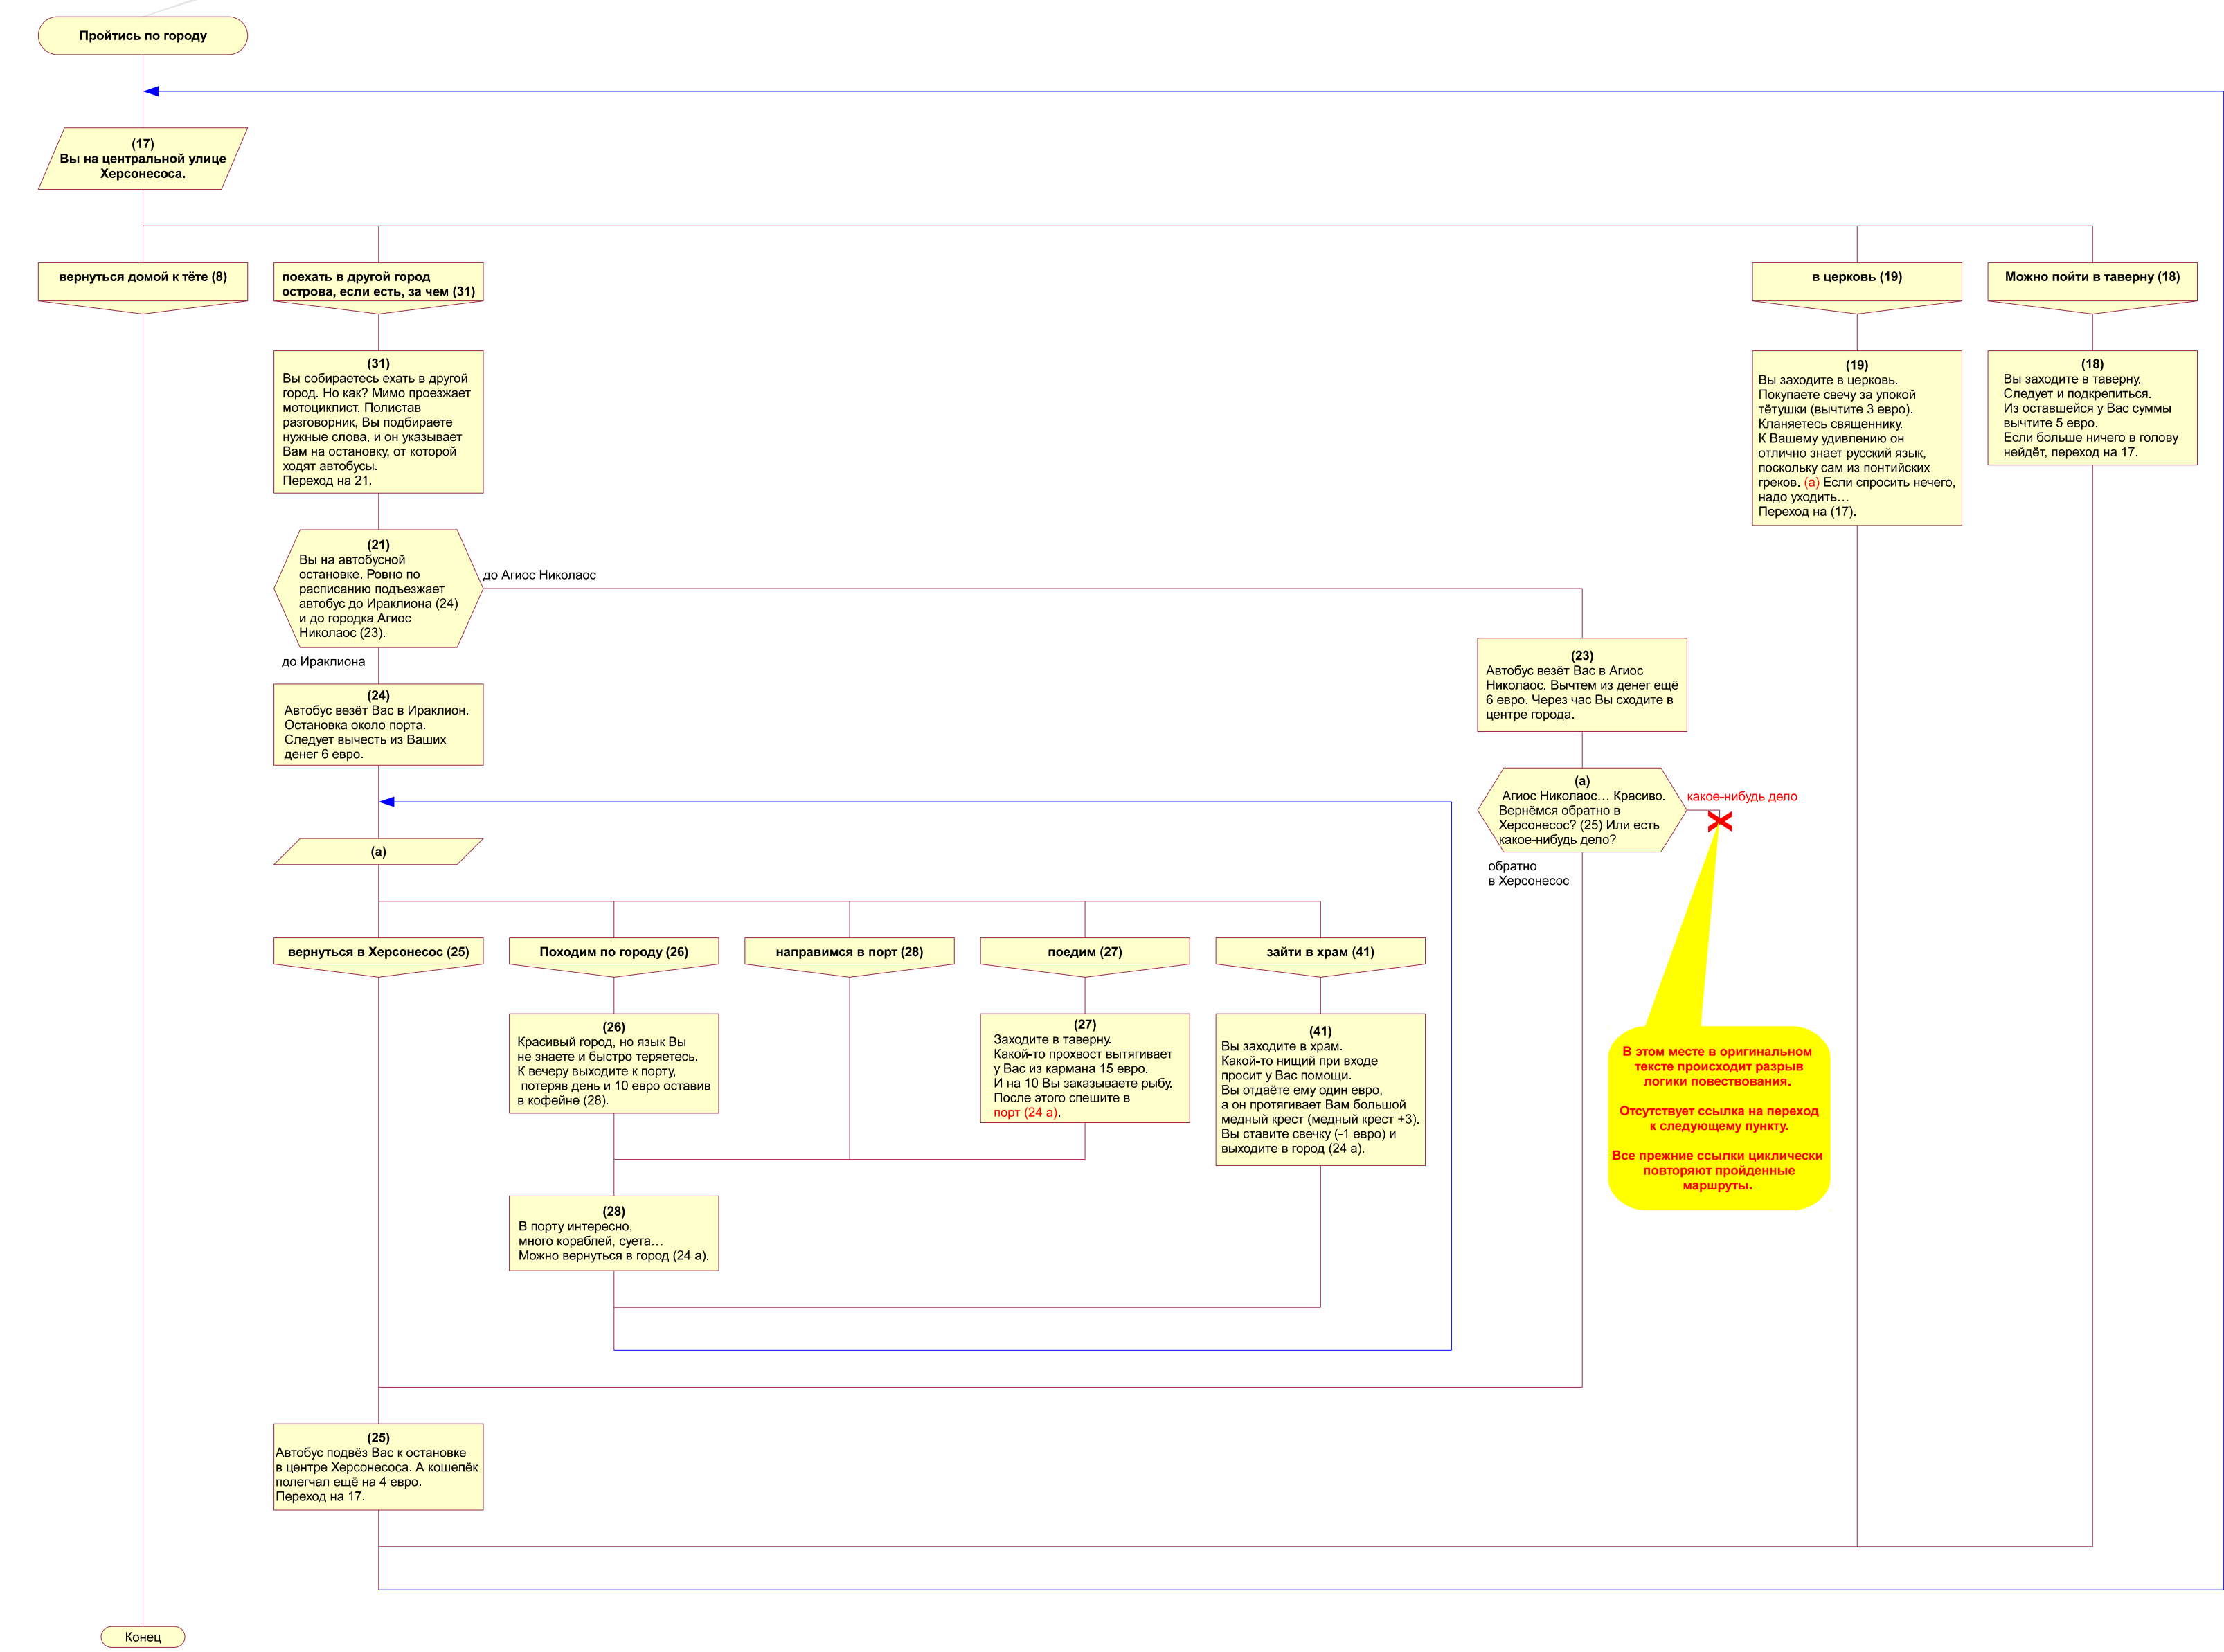 Пройтись по городу
(17)
Вы на центральной улице
Херсонесоса.
вернуться домой к тёте (8)
поехать в другой город
острова, если есть, за чем (31)
в церковь (19)
Можно пойти в таверну (18)
(31)
Вы собираетесь ехать в другой
город. Но как? Мимо проезжает
мотоциклист. Полистав
разговорник, Вы подбираете
нужные слова, и он указывает
Вам на остановку, от которой
ходят автобусы.
Переход на 21.
(19)
Вы заходите в церковь.
Покупаете свечу за упокой
тётушки (вычтите 3 евро).
Кланяетесь священнику.
К Вашему удивлению он
отлично знает русский язык,
поскольку сам из понтийских
греков. (а) Если спросить нечего,
надо уходить…
Переход на (17).
(18)
Вы заходите в таверну.
Следует и подкрепиться.
Из оставшейся у Вас суммы
вычтите 5 евро.
Если больше ничего в голову
нейдёт, переход на 17.
(21)
Вы на автобусной
остановке. Ровно по
расписанию подъезжает
автобус до Ираклиона (24)
и до городка Агиос
Николаос (23).
до Агиос Николаос
до Ираклиона
(23)
Автобус везёт Вас в Агиос
Николаос. Вычтем из денег ещё
6 евро. Через час Вы сходите в
центре города.
(24)
Автобус везёт Вас в Ираклион.
Остановка около порта.
Следует вычесть из Ваших
денег 6 евро.
(а)
Агиос Николаос… Красиво.
Вернёмся обратно в
Херсонесос? (25) Или есть
какое-нибудь дело?
какое-нибудь дело
обратно
в Херсонесос
(а)
вернуться в Херсонесос (25)
Походим по городу (26)
направимся в порт (28)
поедим (27)
зайти в храм (41)
(26)
Красивый город, но язык Вы
не знаете и быстро теряетесь.
К вечеру выходите к порту,
потеряв день и 10 евро оставив
в кофейне (28).
(27)
Заходите в таверну.
Какой-то прохвост вытягивает
у Вас из кармана 15 евро.
И на 10 Вы заказываете рыбу.
После этого спешите в
порт (24 а).
(41)
Вы заходите в храм.
Какой-то нищий при входе
просит у Вас помощи.
Вы отдаёте ему один евро,
а он протягивает Вам большой
медный крест (медный крест +3).
Вы ставите свечку (-1 евро) и
выходите в город (24 а).
В этом месте в оригинальном
тексте происходит разрыв
логики повествования.
Отсутствует ссылка на переход
к следующему пункту.
Все прежние ссылки циклически
повторяют пройденные
маршруты.
(28)
В порту интересно,
много кораблей, суета…
Можно вернуться в город (24 а).
(25)
Автобус подвёз Вас к остановке
в центре Херсонесоса. А кошелёк
полегчал ещё на 4 евро.
Переход на 17.
Конец